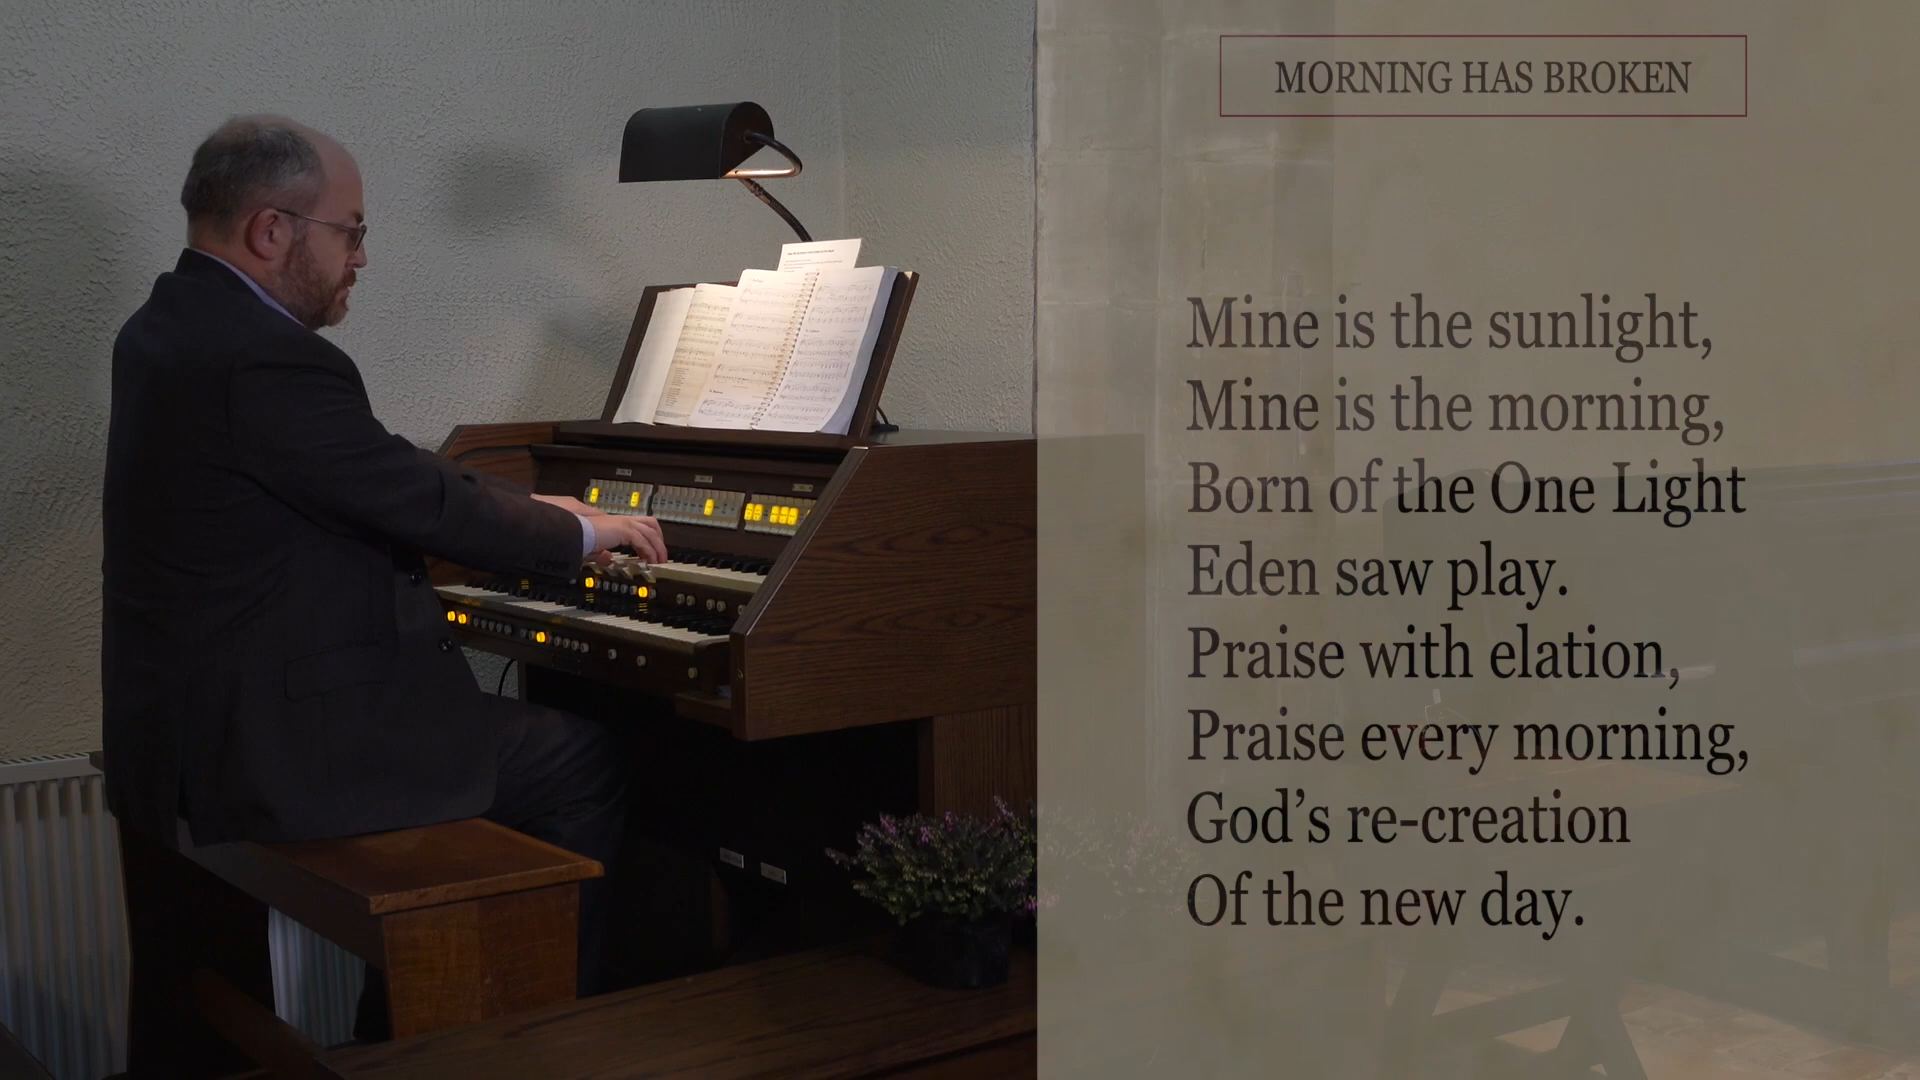 MORNING HAS BROKEN
Mine is the sunlight,
Mine is the morning,
Born of the One Light
Eden saw play.
Praise with elation,
Praise every morning,
God’s re-creation
Of the new day.